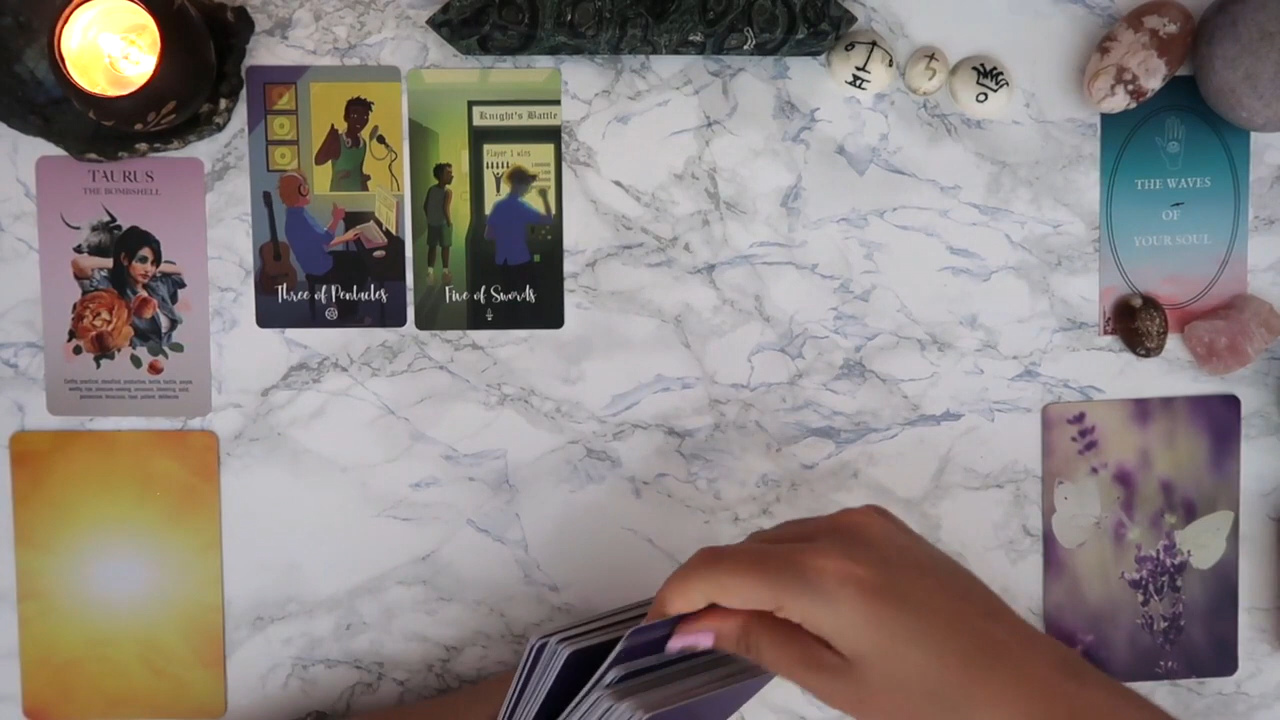 TAURUS
THE BOMBSHELL
Three of Pentacles
Knight's Battle
Player 1 wins
Five of Swords
THE WAVES
OF
YOUR SOUL